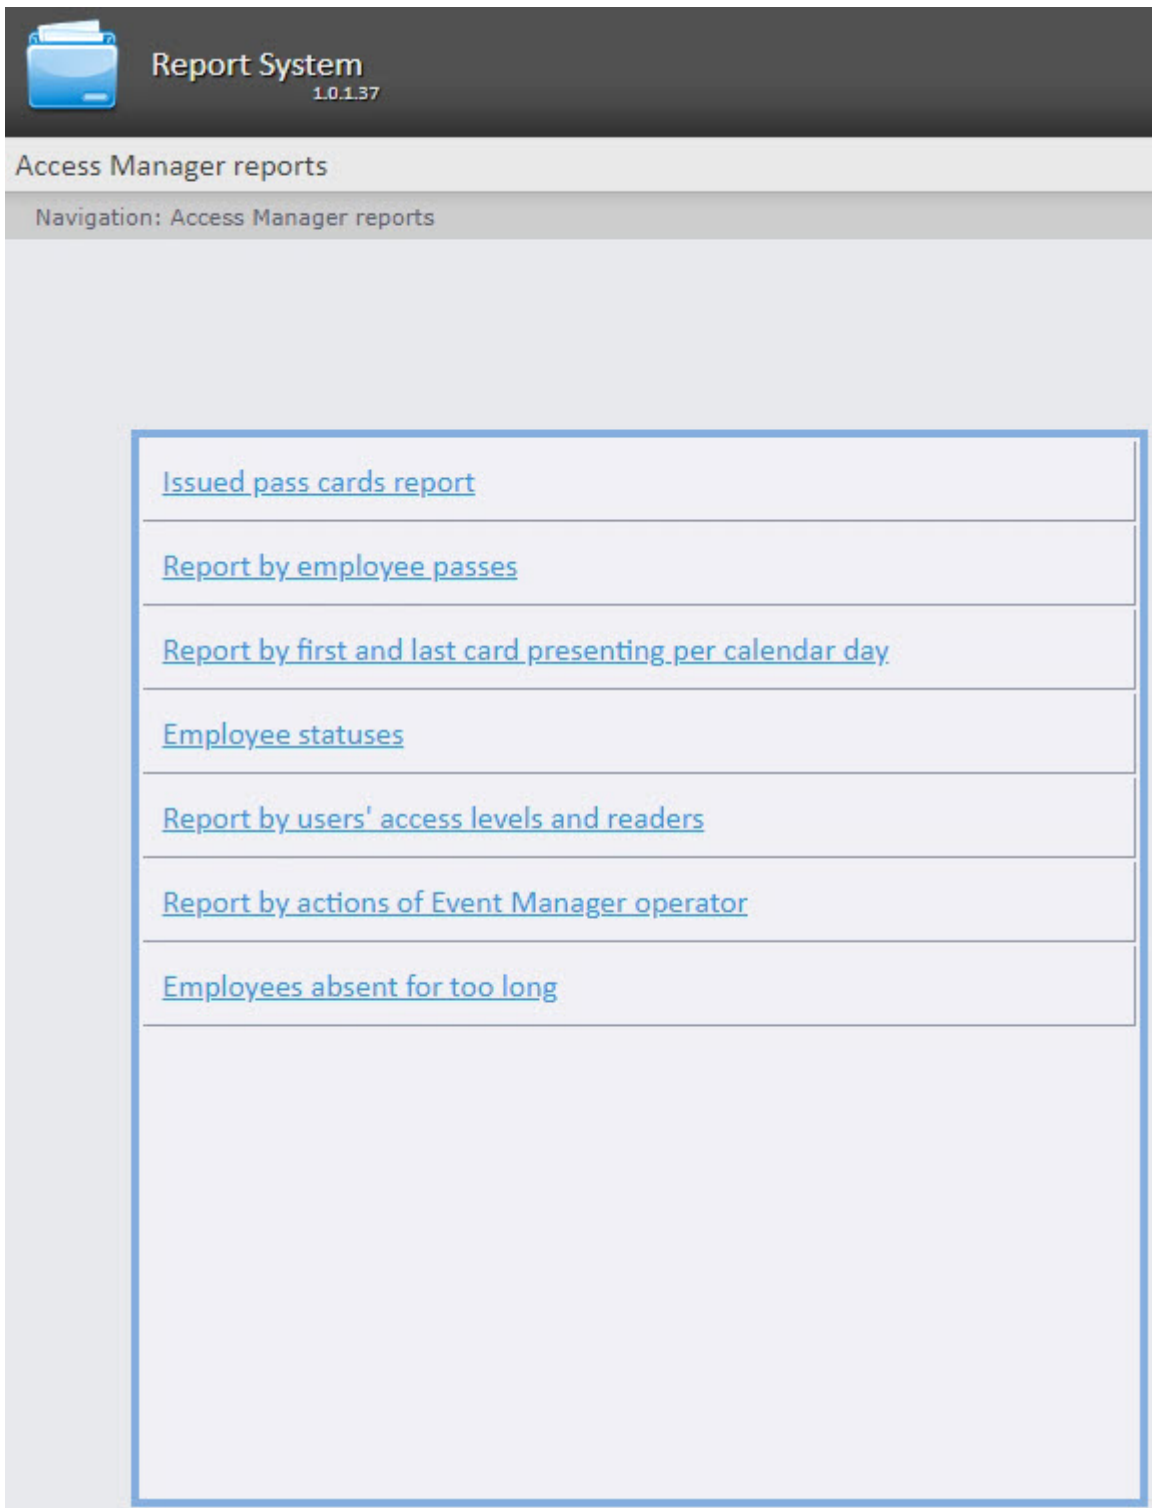 Report System
1.0.1.37
Access Manager reports
Navigation: Access Manager reports
Issued pass cards report
Report by employee passes
Report by first and last card presenting per calendar day
Employee statuses
Report by users' access levels and readers
Report by actions of Event Manager operator
Employees absent for too long